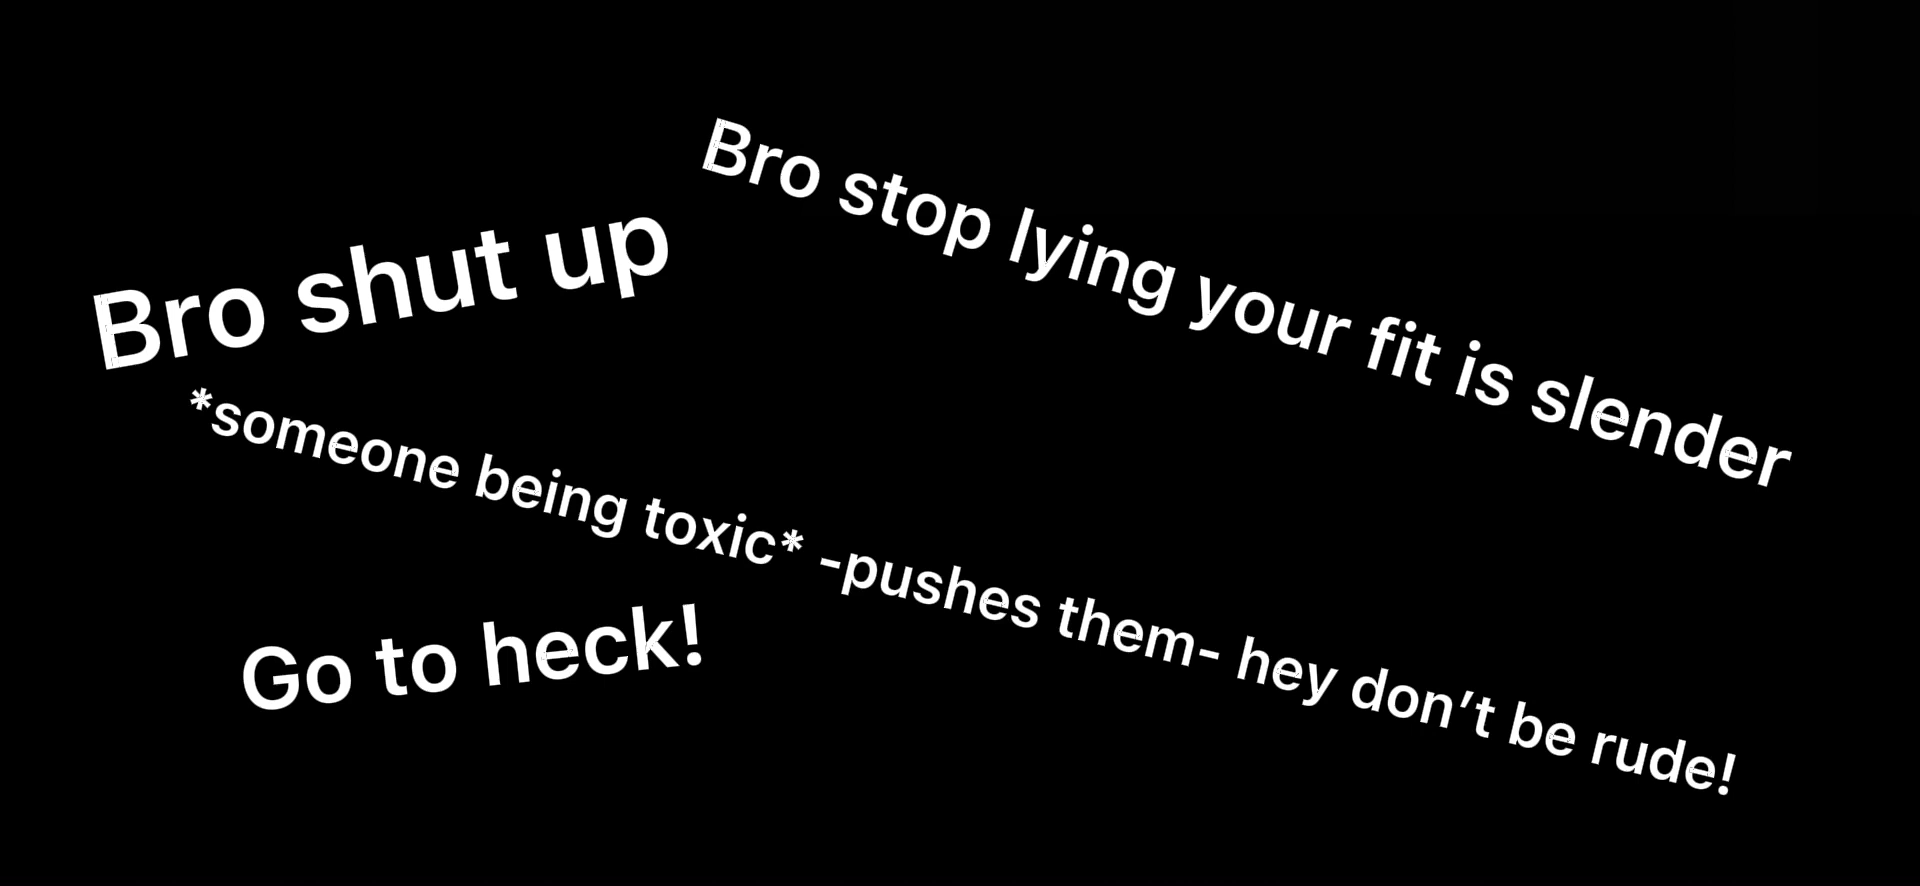 Bro stop lying your fit is slender
Bro shut up
*someone being toxic* -pushes them- hey don’t be rude!
Go to heck!